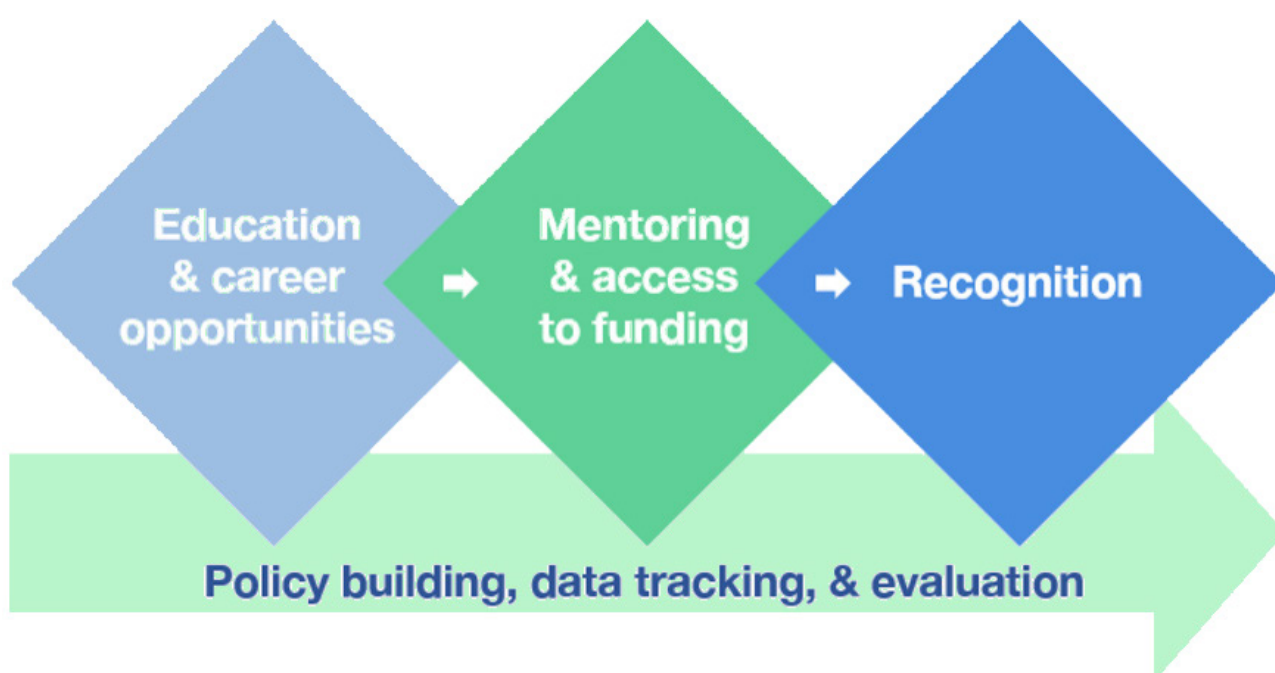 Education
& career
opportunities
Mentoring
& access
to funding
Recognition
Policy building, data tracking, & evaluation